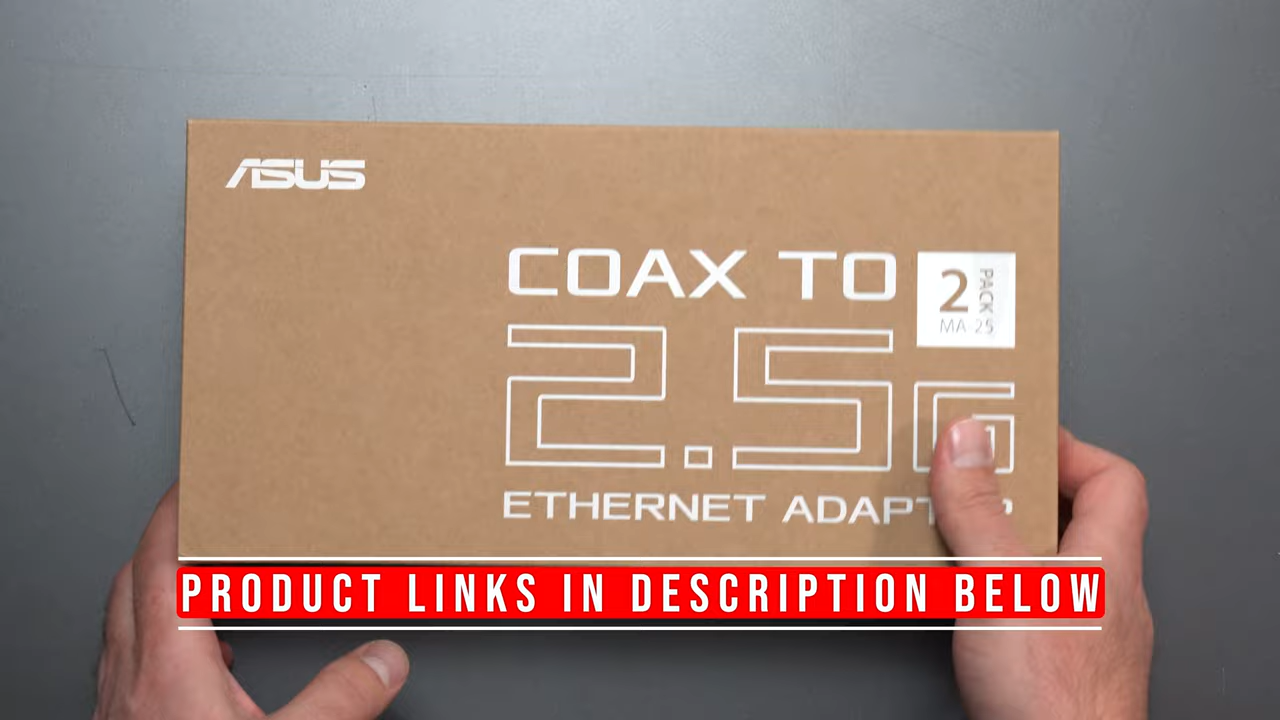 ASUS
COAX TO
2 PACK
MA-25
2.5G
ETHERNET
PRODUCT LINKS IN DESCRIPTION BELOW